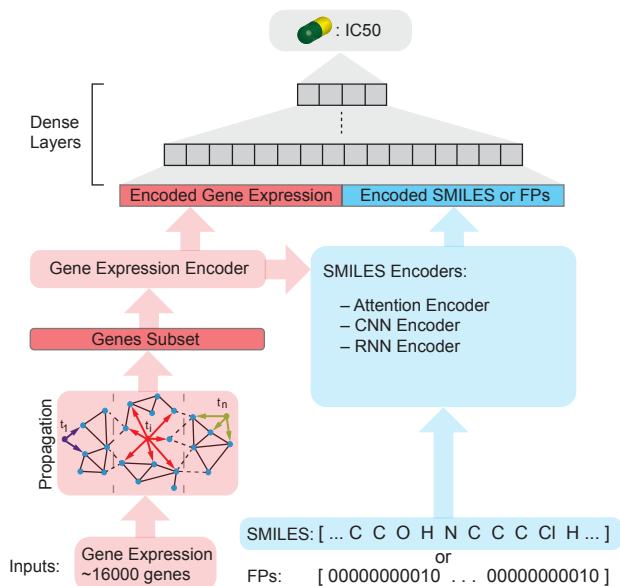 : IC50
Dense
Layers
Encoded Gene Expression
Encoded SMILES or FPs
Gene Expression Encoder
SMILES Encoders:
– Attention Encoder
– CNN Encoder
– RNN Encoder
Genes Subset
Propagation
t1
ti
tn
SMILES: [ ... C C O H N C C C Cl H ... ]
or
FPs: [ 00000000010 . . . 00000000010 ]
Inputs:
Gene Expression
~16000 genes